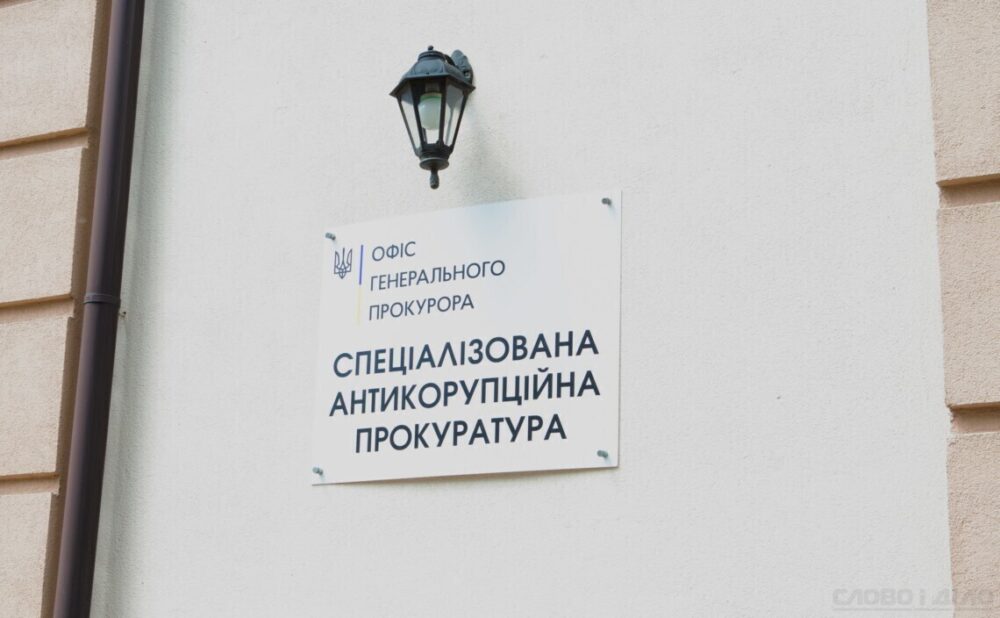 ОФІС
ГЕНЕРАЛЬНОГО
ПРОКУРОРА
СПЕЦІАЛІЗОВАНА
АНТИКОРУПЦІЙНА
ПРОКУРАТУРА
СЛОВО І ДІЛО